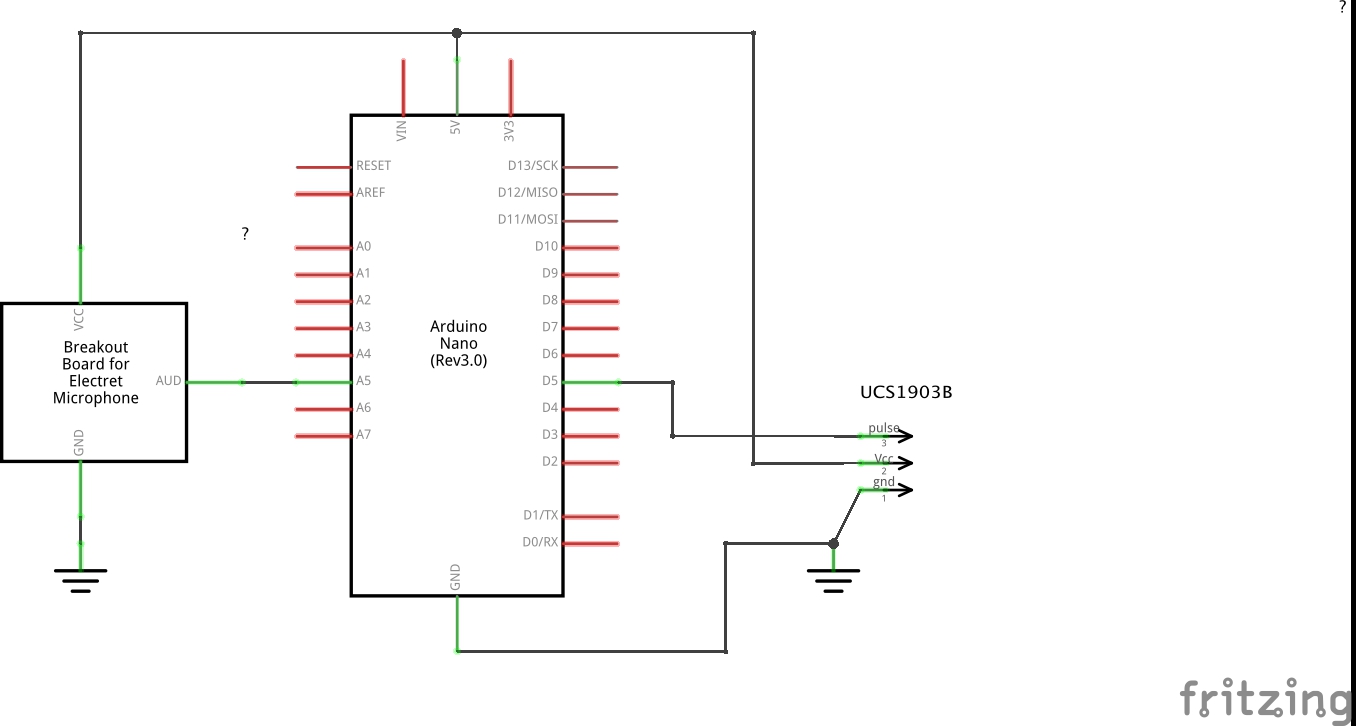 ?
VIN
5V
3V3
RESET
D13/SCK
AREF
D12/MISO
D11/MOSI
?
A0
D10
A1
D9
A2
D8
VCC
A3
D7
Arduino
Nano
(Rev3.0)
Breakout
Board for
Electret
Microphone
A4
D6
AUD
A5
D5
UCS1903B
A6
D4
pulse
3
GND
A7
D3
D2
Vcc
2
gnd
1
D1/TX
D0/RX
GND
fritzing